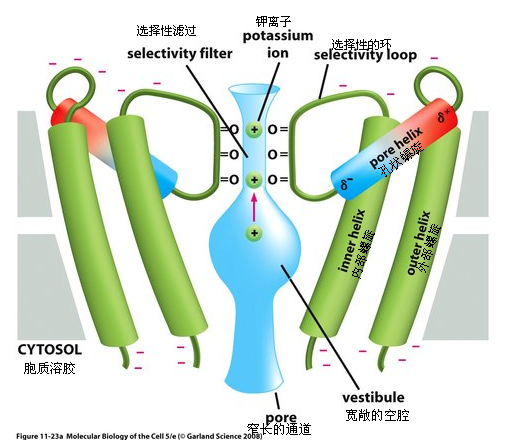 选择性滤过
selectivity filter
钾离子
potassium
ion
选择性的环
selectivity loop
=O
+
O=
=O
O=
=O
+
O=
+
δ+
pore helix
孔状螺旋
δ-
inner helix
内部螺旋
outer helix
外部螺旋
CYTOSOL
胞质溶胶
vestibule
宽敞的空腔
pore
窄长的通道
Figure 11-23a Molecular Biology of the Cell 5/e (© Garland Science 2008)